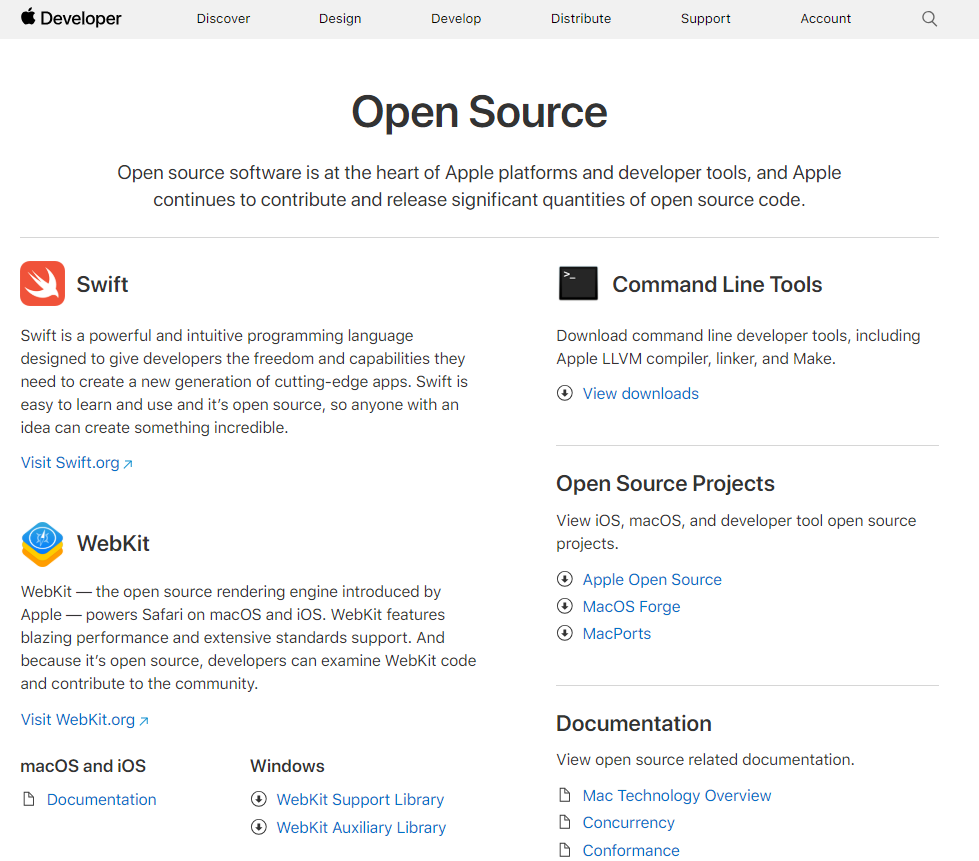 Developer Discover Design Develop Distribute Support Account
Open Source
Open source software is at the heart of Apple platforms and developer tools, and Apple
continues to contribute and release significant quantities of open source code.
Swift
Swift is a powerful and intuitive programming language
designed to give developers the freedom and capabilities they
need to create a new generation of cutting-edge apps. Swift is
easy to learn and use and it’s open source, so anyone with an
idea can create something incredible.
Visit Swift.org
WebKit
WebKit — the open source rendering engine introduced by
Apple — powers Safari on macOS and iOS. WebKit features
blazing performance and extensive standards support. And
because it’s open source, developers can examine WebKit code
and contribute to the community.
Visit WebKit.org
macOS and iOS
Documentation
Windows
WebKit Support Library
WebKit Auxiliary Library
>_
Command Line Tools
Download command line developer tools, including
Apple LLVM compiler, linker, and Make.
View downloads
Open Source Projects
View iOS, macOS, and developer tool open source
projects.
Apple Open Source
MacOS Forge
MacPorts
Documentation
View open source related documentation.
Mac Technology Overview
Concurrency
Conformance